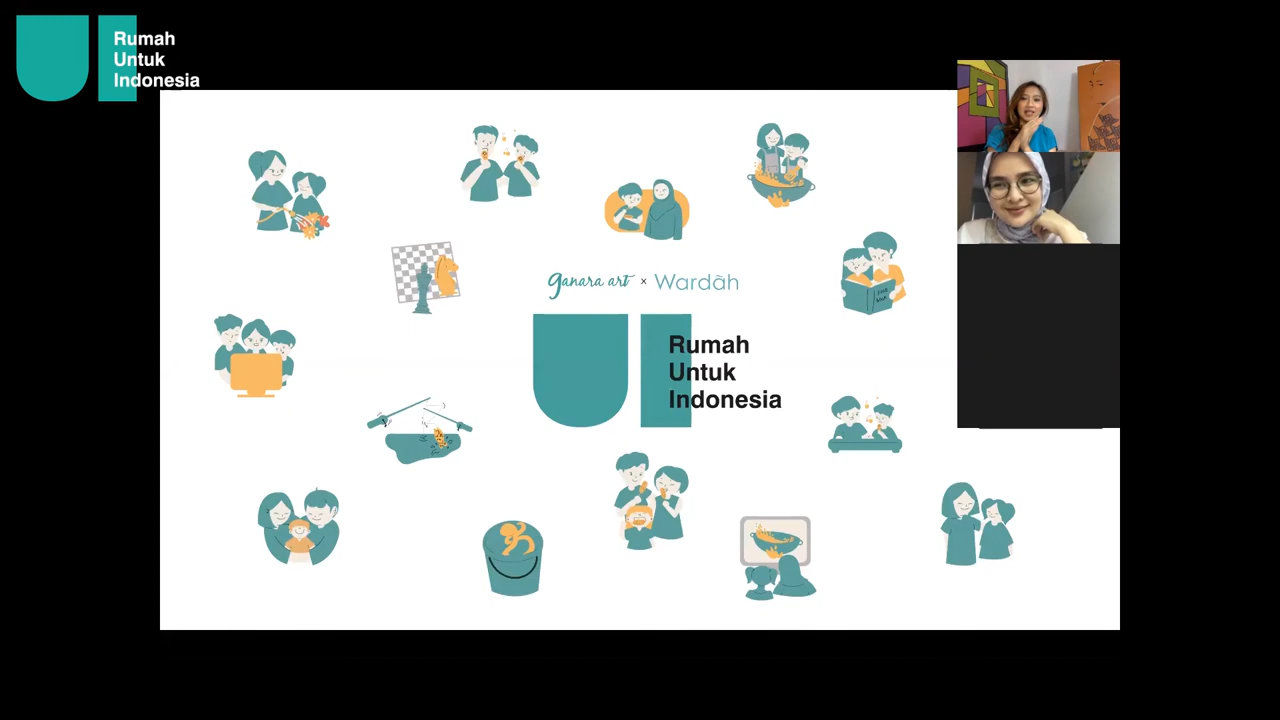 Rumah
Untuk
Indonesia
ganara art x Wardah
Rumah
Untuk
Indonesia